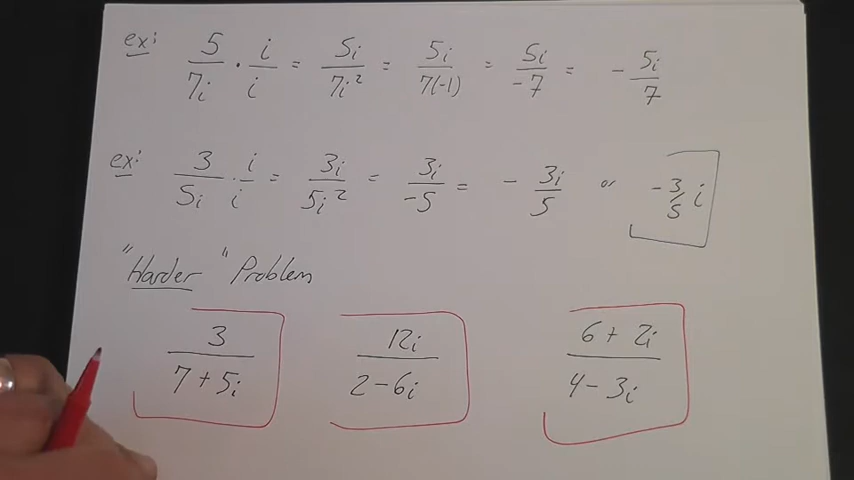 ex: 5/7i · i/i = 5i/7i² = 5i/7(-1) = 5i/-7 = - 5i/7
ex: 3/5i · i/i = 3i/5i² = 3i/-5 = - 3i/5 or -3/5 i
"Harder" Problem
3/7+5i 12i/2-6i 6+2i/4-3i